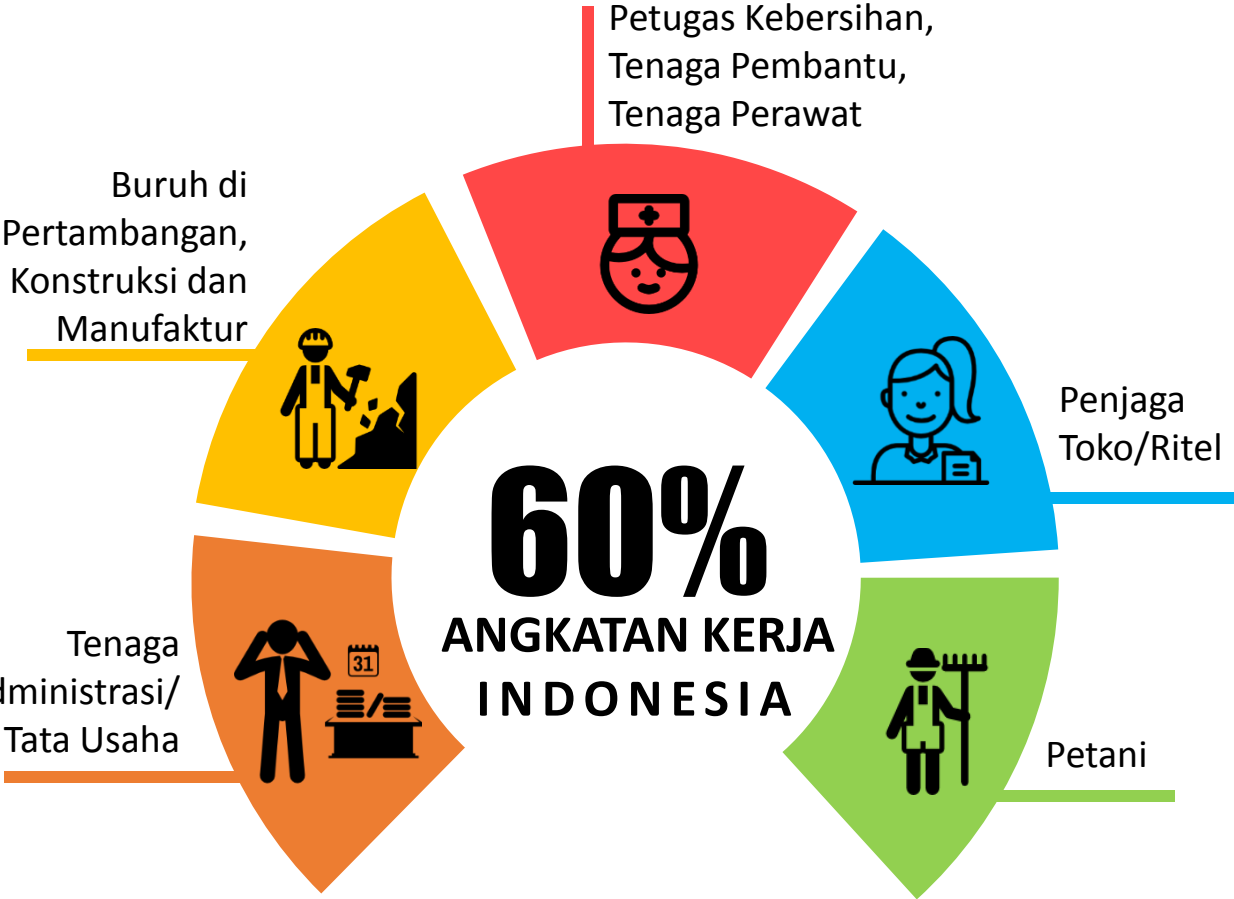 Petugas Kebersihan,
Tenaga Pembantu,
Tenaga Perawat
Buruh di
Pertambangan,
Konstruksi dan
Manufaktur
Penjaga
Toko/Ritel
60%
ANGKATAN KERJA
INDONESIA
Tenaga
dministrasi/
Tata Usaha
31
Petani